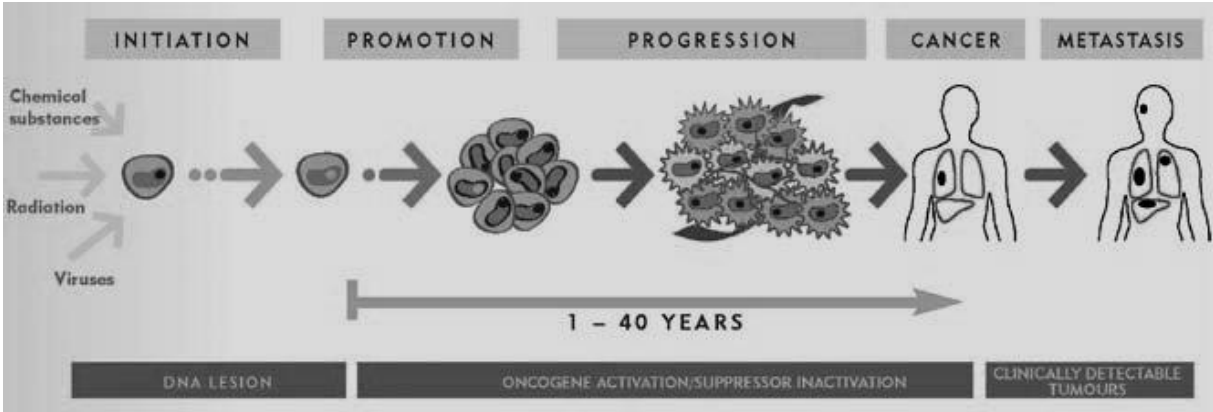 INITIATION
PROMOTION
PROGRESSION
CANCER
METASTASIS
Chemical
substances
Radiation
Viruses
1 – 40 YEARS
DNA LESION
ONCOGENE ACTIVATION/SUPPRESSOR INACTIVATION
CLINICALLY DETECTABLE
TUMOURS